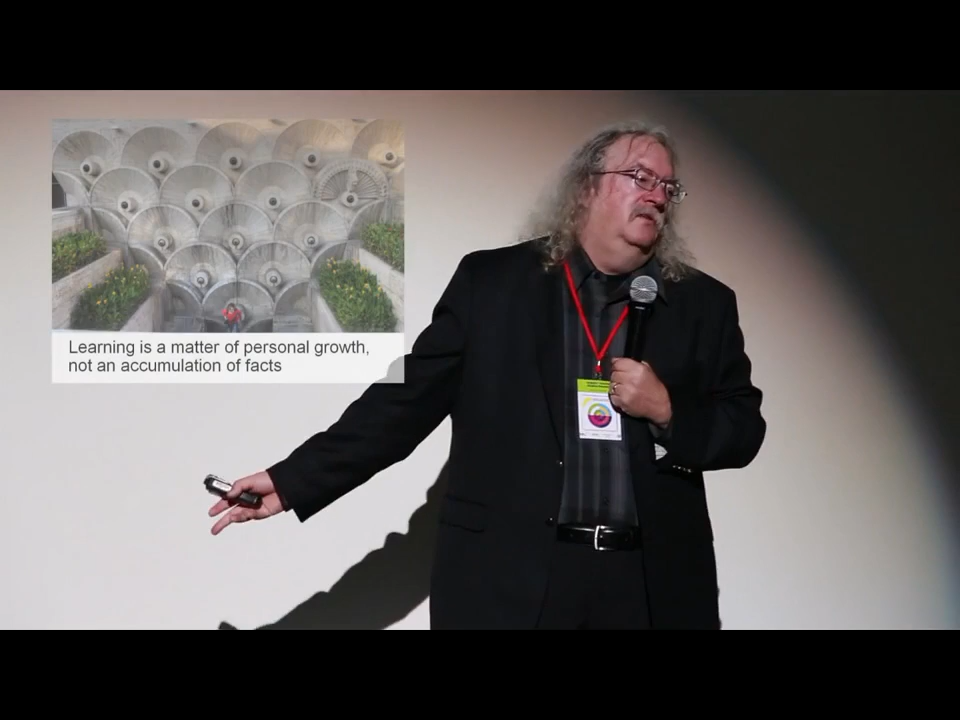 Learning is a matter of personal growth,
not an accumulation of facts